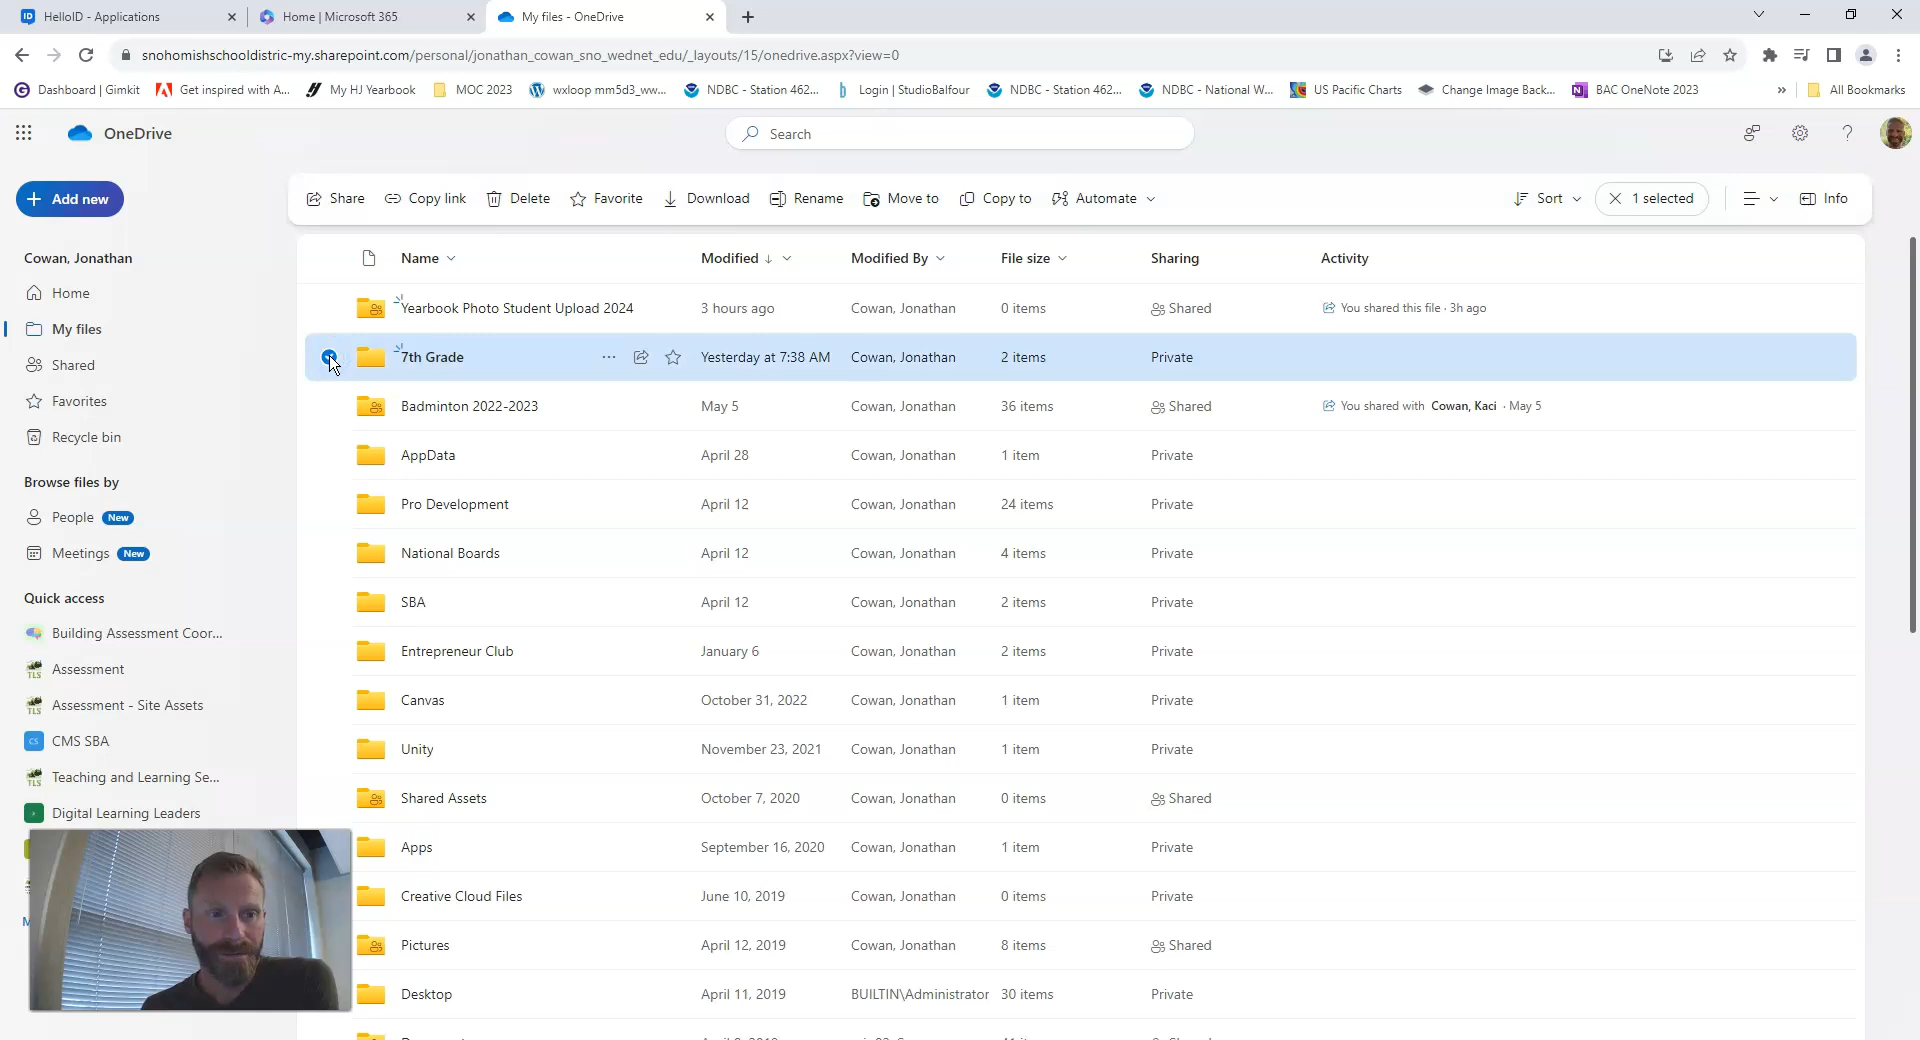 HelloID - Applications
Home | Microsoft 365
My files - OneDrive
snohomishschooldistric-my.sharepoint.com/personal/jonathan_cowan_sno_wednet_edu/_layouts/15/onedrive.aspx?view=0
Dashboard | Gimkit
Get inspired with A...
My HJ Yearbook
MOC 2023
wxloop mm5d3_ww...
NDBC - Station 462...
Login | StudioBalfour
NDBC - Station 462...
NDBC - National W...
US Pacific Charts
Change Image Back...
BAC OneNote 2023
All Bookmarks
OneDrive
Search
Add new
Share Copy link Delete Favorite Download Rename Move to Copy to Automate Sort 1 selected Info
Cowan, Jonathan
Home
My files
Shared
Favorites
Recycle bin
Browse files by
People New
Meetings New
Quick access
Building Assessment Coor...
Assessment
Assessment - Site Assets
CMS SBA
Teaching and Learning Se...
Digital Learning Leaders
Name Modified Modified By File size Sharing Activity
Yearbook Photo Student Upload 2024 3 hours ago Cowan, Jonathan 0 items Shared You shared this file · 3h ago
7th Grade Yesterday at 7:38 AM Cowan, Jonathan 2 items Private
Badminton 2022-2023 May 5 Cowan, Jonathan 36 items Shared You shared with Cowan, Kaci · May 5
AppData April 28 Cowan, Jonathan 1 item Private
Pro Development April 12 Cowan, Jonathan 24 items Private
National Boards April 12 Cowan, Jonathan 4 items Private
SBA April 12 Cowan, Jonathan 2 items Private
Entrepreneur Club January 6 Cowan, Jonathan 2 items Private
Canvas October 31, 2022 Cowan, Jonathan 1 item Private
Unity November 23, 2021 Cowan, Jonathan 1 item Private
Shared Assets October 7, 2020 Cowan, Jonathan 0 items Shared
Apps September 16, 2020 Cowan, Jonathan 1 item Private
Creative Cloud Files June 10, 2019 Cowan, Jonathan 0 items Private
Pictures April 12, 2019 Cowan, Jonathan 8 items Shared
Desktop April 11, 2019 BUILTIN\Administrator 30 items Private